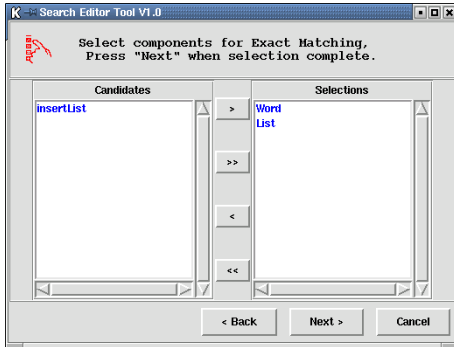 Search Editor Tool V1.0
Select components for Exact Matching,
Press "Next" when selection complete.
Candidates
Selections
insertList
Word
List
>
>>
<
<<
< Back
Next >
Cancel